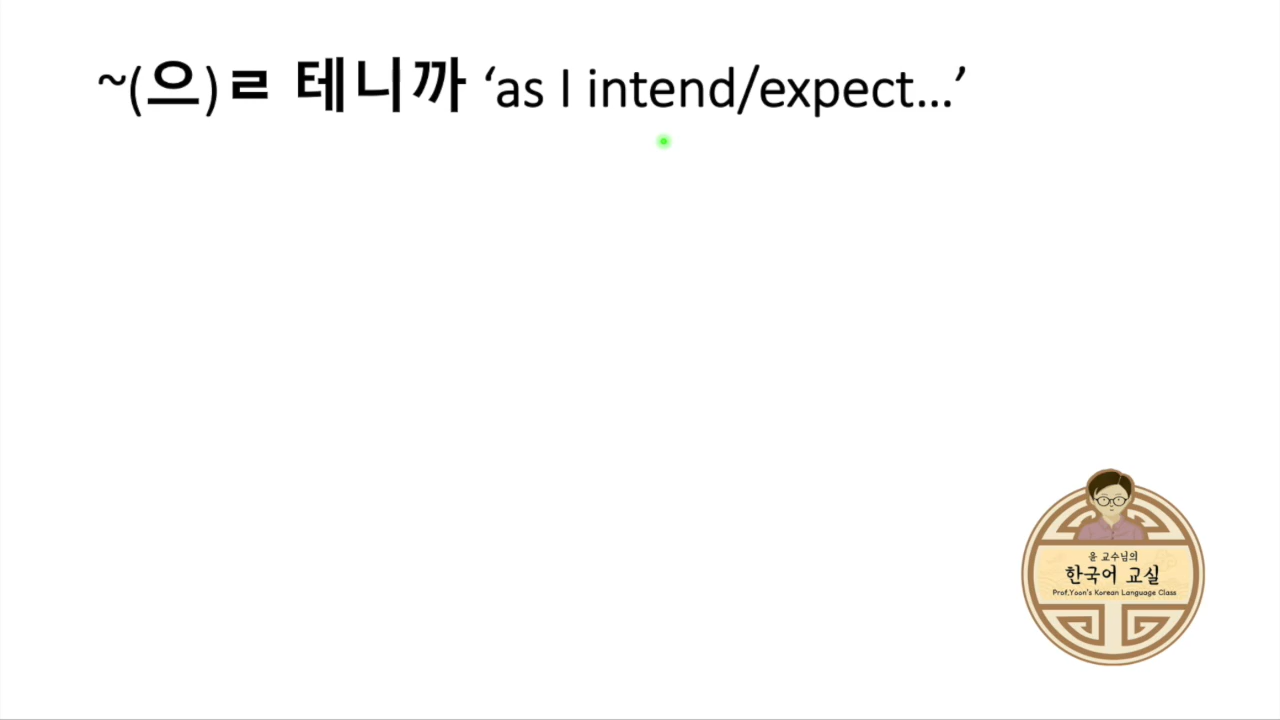 ~(으)ㄹ 테니까 ‘as I intend/expect…’
윤 교수님의
한국어 교실
Prof.Yoon's Korean Language Class